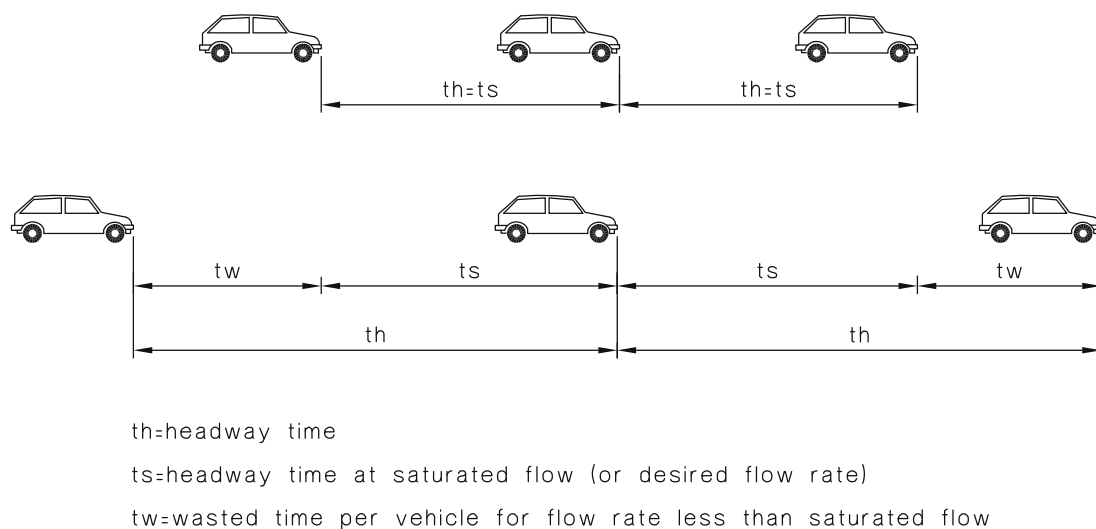 th=ts th=ts
tw ts ts tw
th th
th=headway time
ts=headway time at saturated flow (or desired flow rate)
tw=wasted time per vehicle for flow rate less than saturated flow